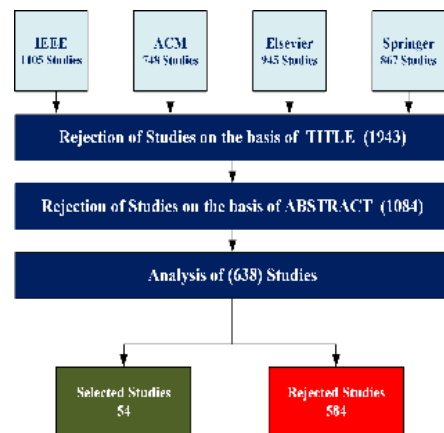 IEEE
1105 Studies
ACM
748 Studies
Elsevier
945 Studies
Springer
867 Studies
Rejection of Studies on the basis of TITLE (1943)
Rejection of Studies on the basis of ABSTRACT (1084)
Analysis of (638) Studies
Selected Studies
54
Rejected Studies
584